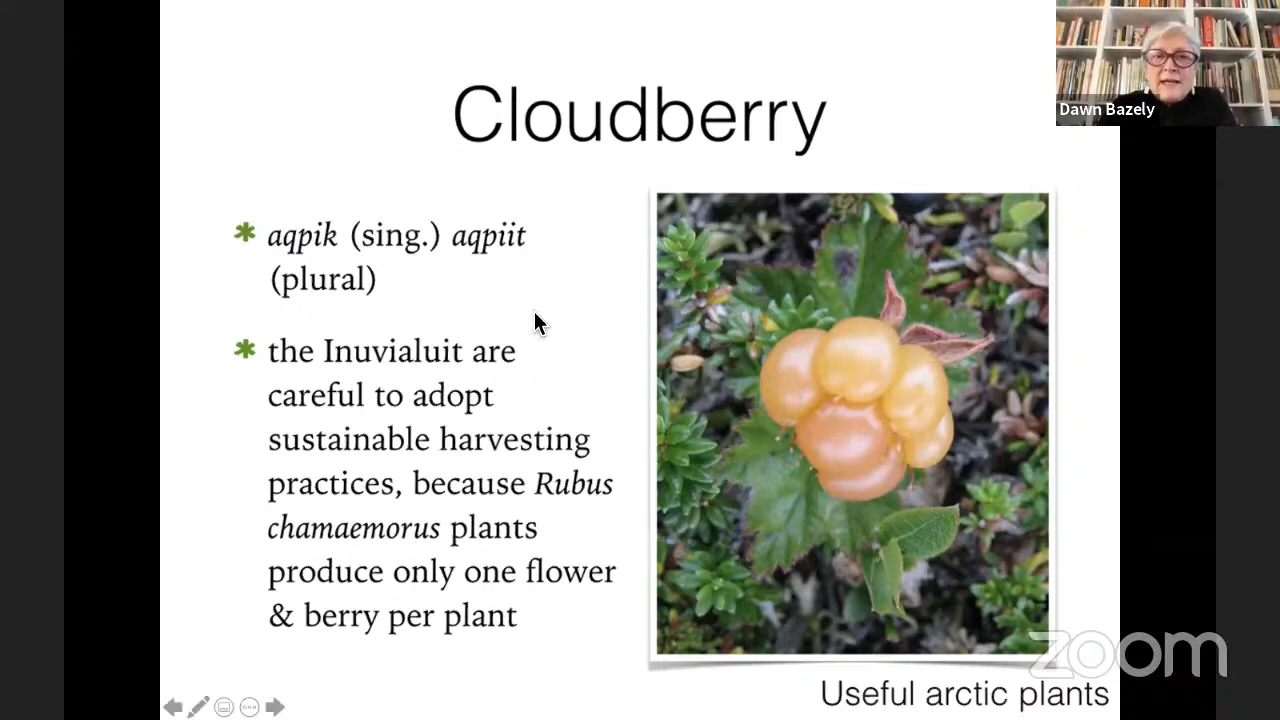 Cloudberry
Dawn Bazely
* aqpik (sing.) aqpiit
(plural)
* the Inuvialuit are
careful to adopt
sustainable harvesting
practices, because Rubus
chamaemorus plants
produce only one flower
& berry per plant
zoom
Useful arctic plants